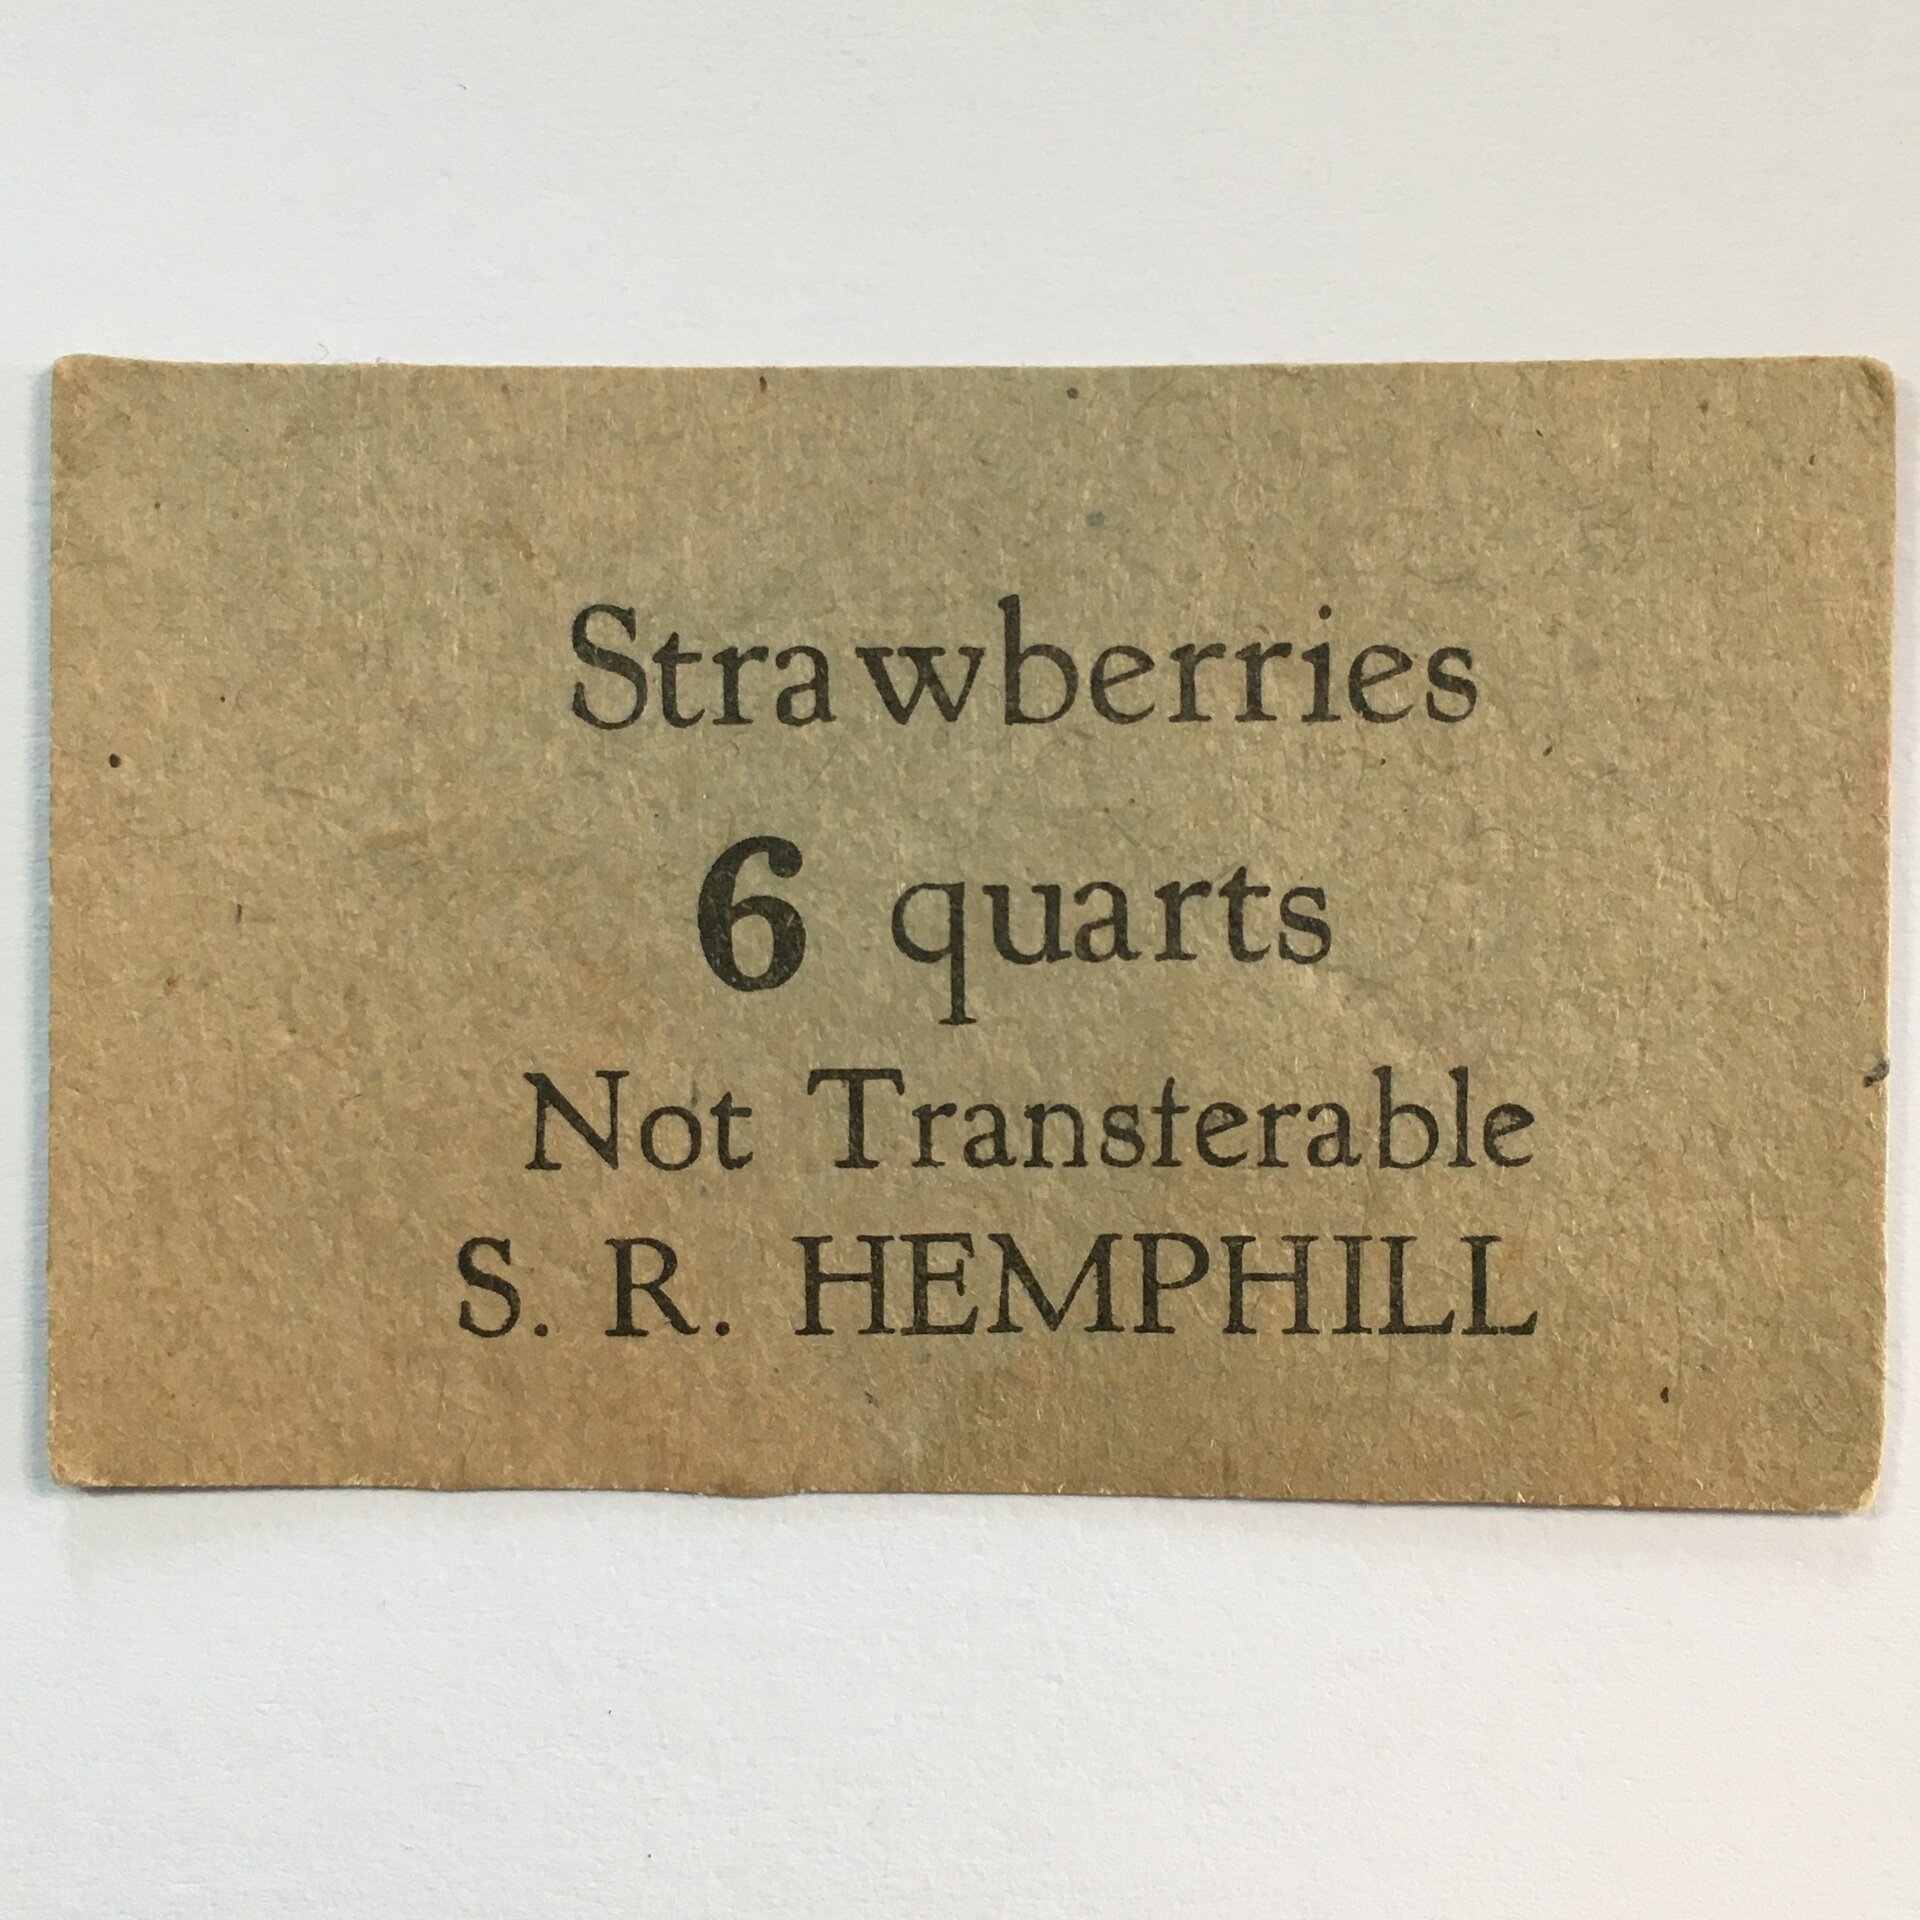 Strawberries
6 quarts
Not Transferable
S. R. HEMPHILL